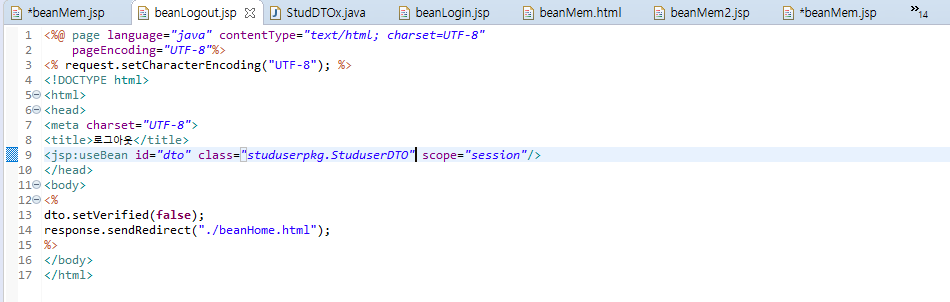 *beanMem.jsp beanLogout.jsp StudDTOx.java beanLogin.jsp beanMem.html beanMem2.jsp *beanMem.jsp »14
1 <%@ page language="java" contentType="text/html; charset=UTF-8"
2 pageEncoding="UTF-8"%>
3 <% request.setCharacterEncoding("UTF-8"); %>
4 <!DOCTYPE html>
5 <html>
6 <head>
7 <meta charset="UTF-8">
8 <title>로그아웃</title>
9 <jsp:useBean id="dto" class="studuserpkg.StuduserDTO" scope="session"/>
10 </head>
11 <body>
12 <%
13 dto.setVerified(false);
14 response.sendRedirect("./beanHome.html");
15 %>
16 </body>
17 </html>